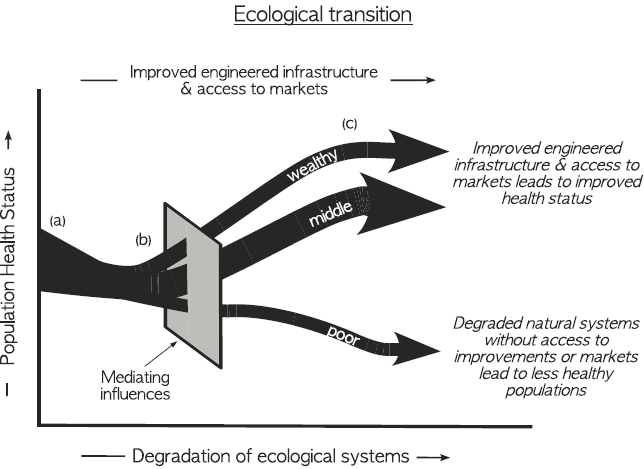 Ecological transition
Improved engineered infrastructure
& access to markets
(c)
wealthy
Improved engineered
infrastructure & access to
markets leads to improved
health status
middle
(a)
(b)
Population Health Status
poor
Degraded natural systems
without access to
improvements or markets
lead to less healthy
populations
Mediating
influences
Degradation of ecological systems